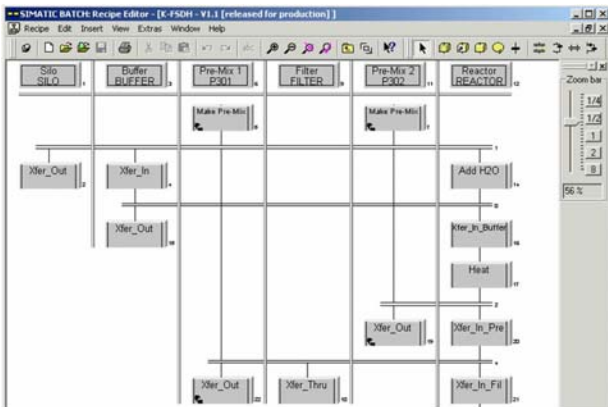 SIMATIC BATCH: Recipe Editor - [K-FSDH - V1.1 [released for production] ]
Recipe Edit Insert View Extras Window Help
Silo
SILO
Buffer
BUFFER
Pre-Mix 1
P301
Filter
FILTER
Pre-Mix 2
P302
Reactor
REACTOR
Zoom bar
1/4
1/2
1
2
8
56 %
Make Pre-Mix
Make Pre-Mix
Xfer_Out
Xfer_In
Add H2O
Xfer_Out
Xfer_In_Buffer
Heat
Xfer_Out
Xfer_In_Pre
Xfer_Out
Xfer_Thru
Xfer_In_Fil